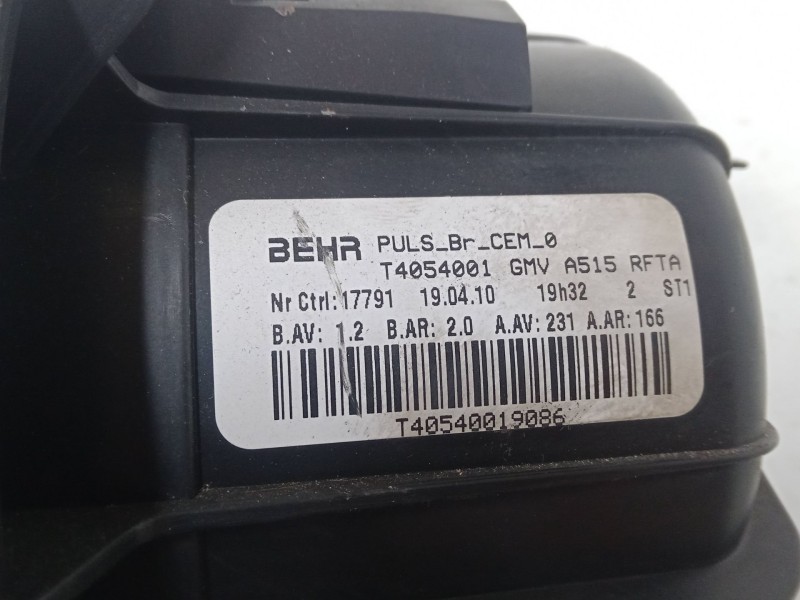 BEHR PULS_Br_CEM_0
T4054001 GMV A515 RFTA
Nr Ctrl:17791 19.04.10 19h32 2 ST1
B.AV: 1.2 B.AR: 2.0 A.AV:231 A.AR:166
T40540019086